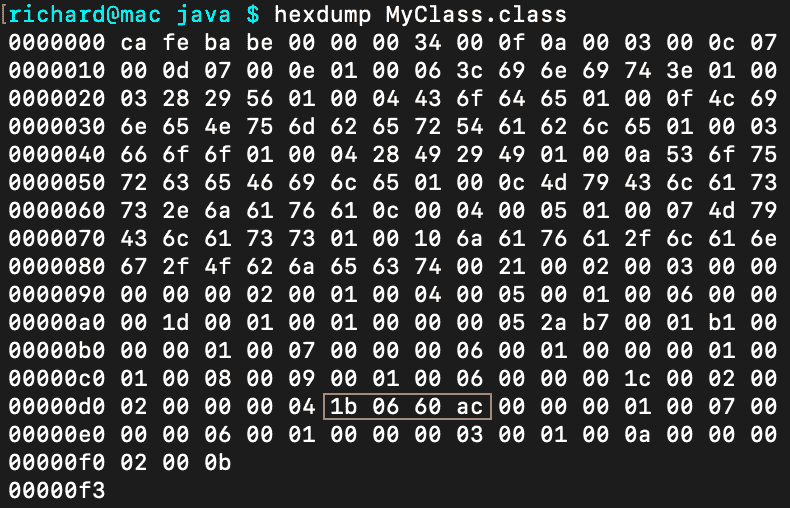 [richard@mac java $ hexdump MyClass.class
0000000 ca fe ba be 00 00 00 34 00 0f 0a 00 03 00 0c 07
0000010 00 0d 07 00 0e 01 00 06 3c 69 6e 69 74 3e 01 00
0000020 03 28 29 56 01 00 04 43 6f 64 65 01 00 0f 4c 69
0000030 6e 65 4e 75 6d 62 65 72 54 61 62 6c 65 01 00 03
0000040 66 6f 6f 01 00 04 28 49 29 49 01 00 0a 53 6f 75
0000050 72 63 65 46 69 6c 65 01 00 0c 4d 79 43 6c 61 73
0000060 73 2e 6a 61 76 61 0c 00 04 00 05 01 00 07 4d 79
0000070 43 6c 61 73 73 01 00 10 6a 61 76 61 2f 6c 61 6e
0000080 67 2f 4f 62 6a 65 63 74 00 21 00 02 00 03 00 00
0000090 00 00 00 02 00 01 00 04 00 05 00 01 00 06 00 00
00000a0 00 1d 00 01 00 01 00 00 00 05 2a b7 00 01 b1 00
00000b0 00 00 01 00 07 00 00 00 06 00 01 00 00 00 01 00
00000c0 01 00 08 00 09 00 01 00 06 00 00 00 1c 00 02 00
00000d0 02 00 00 00 04 1b 06 60 ac 00 00 00 01 00 07 00
00000e0 00 00 06 00 01 00 00 00 03 00 01 00 0a 00 00 00
00000f0 02 00 0b
00000f3